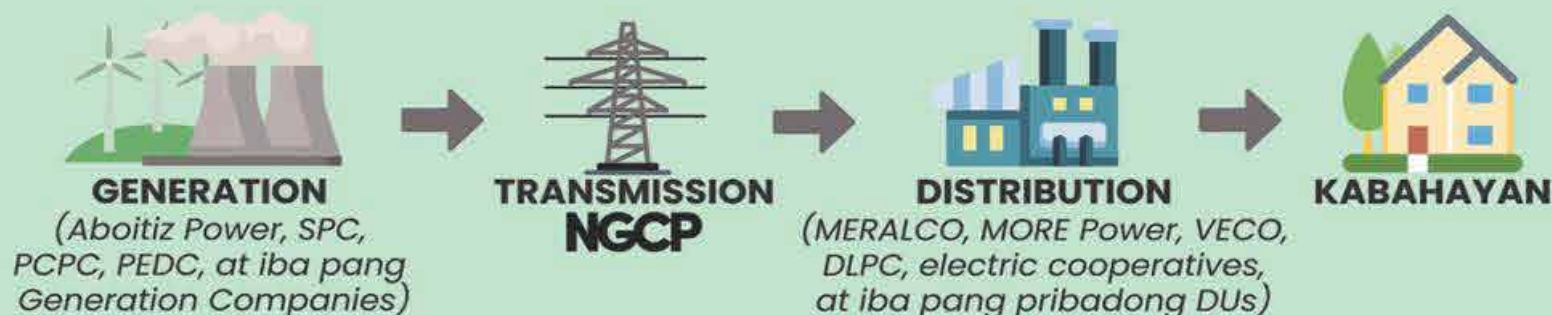 GENERATION
(Aboitiz Power, SPC,
PCPC, PEDC, at iba pang
Generation Companies)
TRANSMISSION
NGCP
DISTRIBUTION
(MERALCO, MORE Power, VECO,
DLPC, electric cooperatives,
at iba pang pribadong DUs)
KABAHAYAN